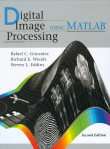 Digital
Image USING MATLAB
Processing
Rafael C. Gonzalez
Richard E. Woods
Steven L. Eddins
Second Edition